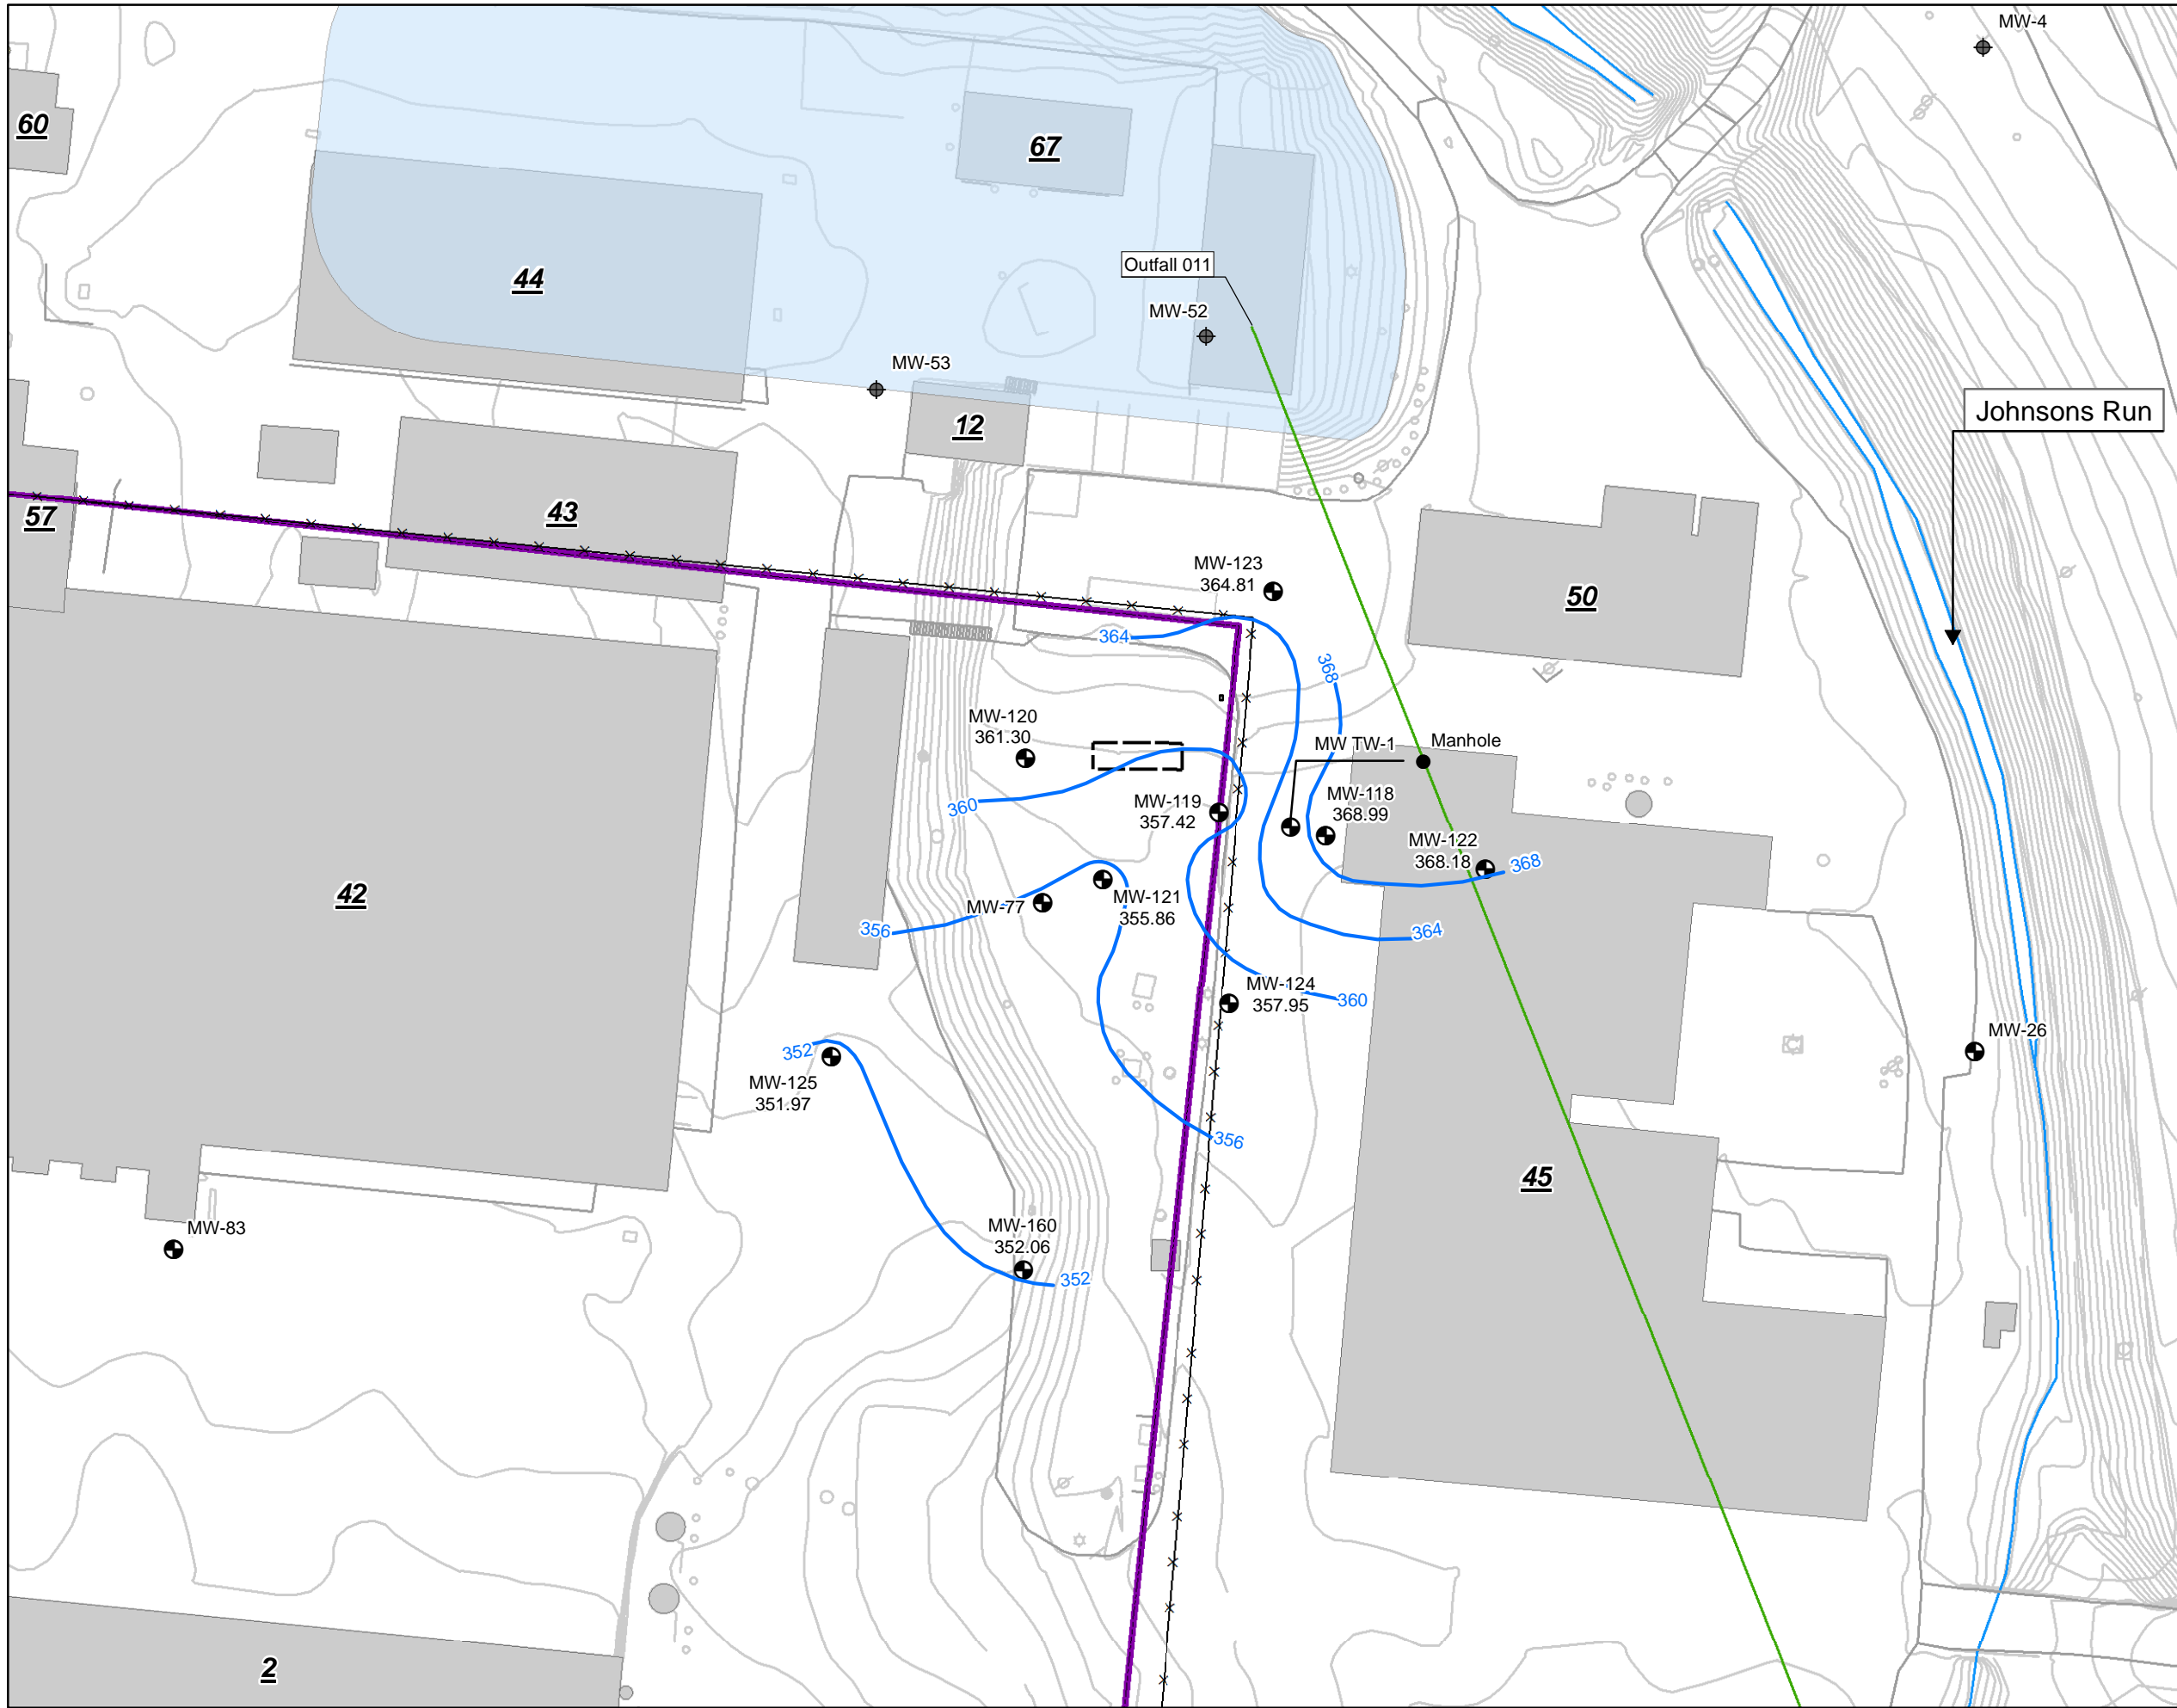 MW-4
60
67
44
Outfall 011
MW-52
MW-53
Johnsons Run
12
57
43
MW-123
364.81
50
364
368
MW-120
361.30
MW TW-1
Manhole
360
MW-119
357.42
MW-118
368.99
MW-122
368.18
368
42
MW-77
MW-121
355.86
356
364
MW-124
357.95
360
MW-26
352
MW-125
351.97
356
45
MW-83
MW-160
352.06
352
2